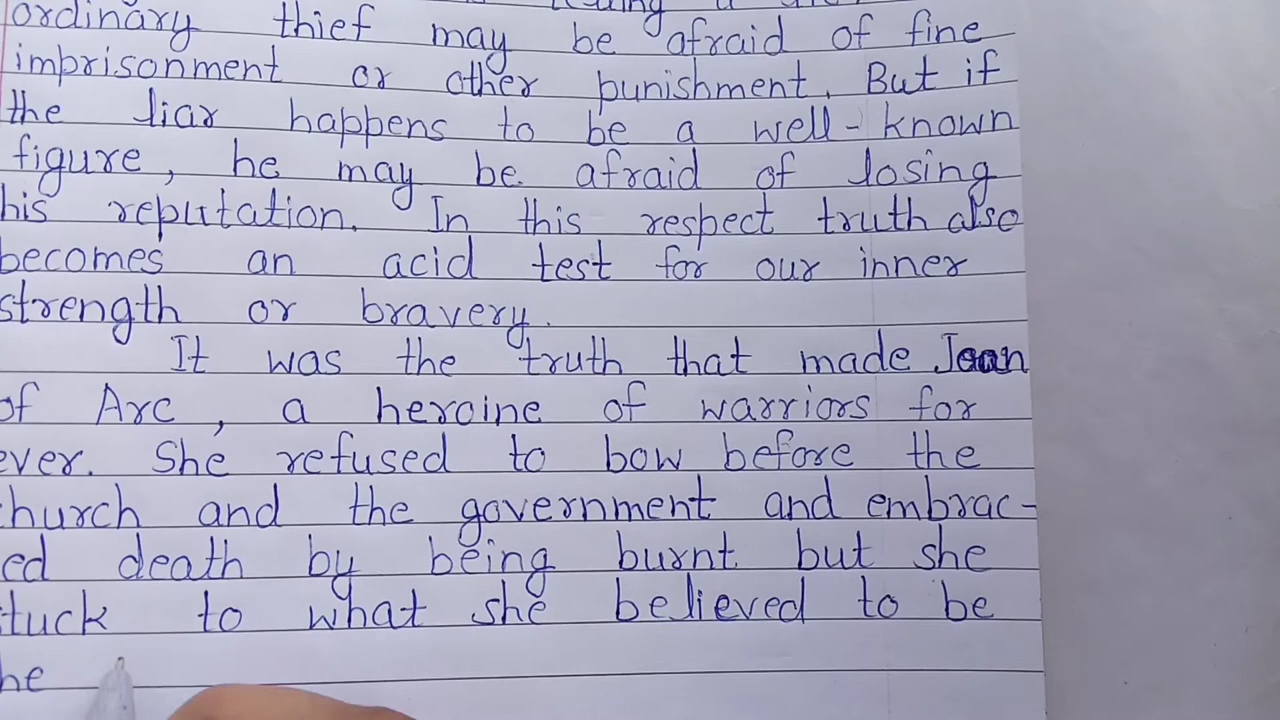 ordinary thief may be afraid of fine
imprisonment or other punishment. But if
the liar happens to be a well-known
figure, he may be afraid of losing
his reputation. In this respect truth also
becomes an acid test for our inner
strength or bravery.
It was the truth that made Joan
of Arc, a heroine of warriors for
ever. She refused to bow before the
church and the government and embrac-
ed death by being burnt but she
tuck to what she believed to be
he